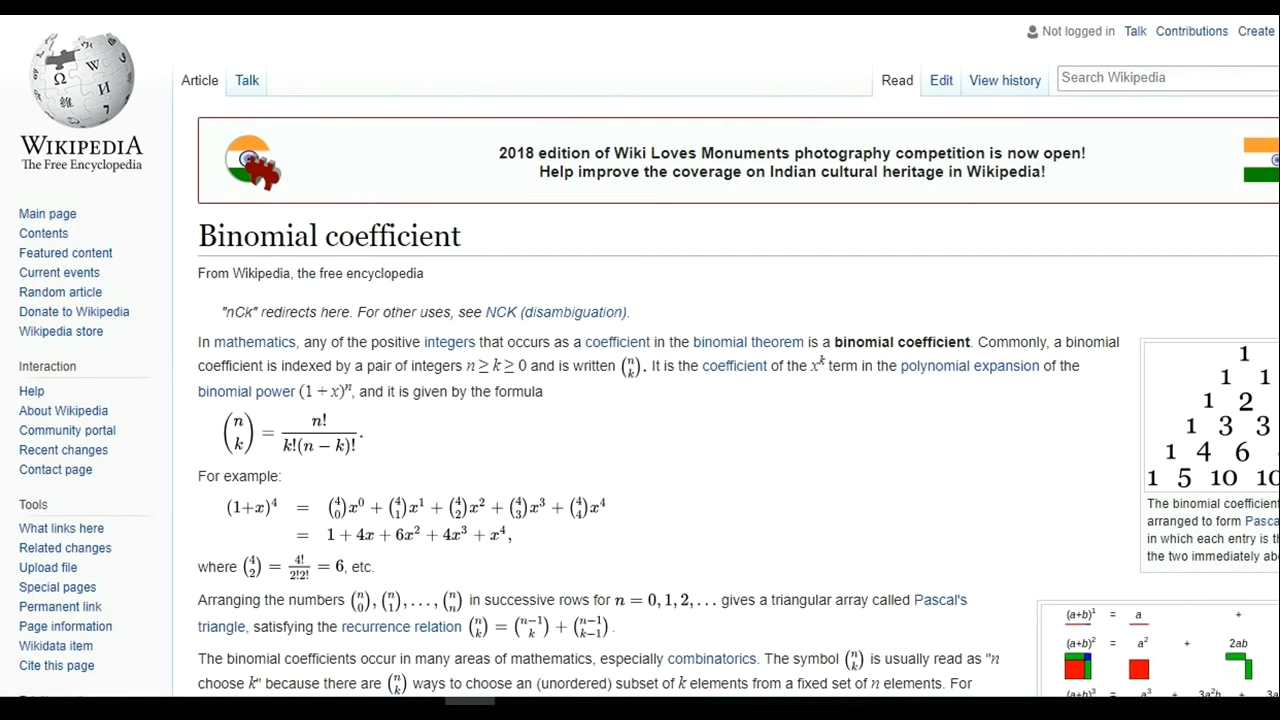 Not logged in Talk Contributions Create
Article Talk Read Edit View history Search Wikipedia
WIKIPEDIA
The Free Encyclopedia
2018 edition of Wiki Loves Monuments photography competition is now open!
Help improve the coverage on Indian cultural heritage in Wikipedia!
Main page
Contents
Featured content
Current events
Random article
Donate to Wikipedia
Wikipedia store
Interaction
Help
About Wikipedia
Community portal
Recent changes
Contact page
Tools
What links here
Related changes
Upload file
Special pages
Permanent link
Page information
Wikidata item
Cite this page
Binomial coefficient
From Wikipedia, the free encyclopedia
"nCk" redirects here. For other uses, see NCK (disambiguation).
In mathematics, any of the positive integers that occurs as a coefficient in the binomial theorem is a binomial coefficient. Commonly, a binomial
coefficient is indexed by a pair of integers n ≥ k ≥ 0 and is written (n k). It is the coefficient of the x^k term in the polynomial expansion of the
binomial power (1 + x)^n, and it is given by the formula
(n k) = n! / k!(n − k)!.
For example:
(1+x)^4 = (4 0)x^0 + (4 1)x^1 + (4 2)x^2 + (4 3)x^3 + (4 4)x^4
= 1 + 4x + 6x^2 + 4x^3 + x^4,
where (4 2) = 4!/2!2! = 6, etc.
Arranging the numbers (n 0), (n 1), …, (n n) in successive rows for n = 0, 1, 2, … gives a triangular array called Pascal's
triangle, satisfying the recurrence relation (n k) = (n−1 k) + (n−1 k−1).
The binomial coefficients occur in many areas of mathematics, especially combinatorics. The symbol (n k) is usually read as "n
choose k" because there are (n k) ways to choose an (unordered) subset of k elements from a fixed set of n elements. For
1
1 1
1 2
1 3 3
1 4 6
1 5 10 10
The binomial coefficient
arranged to form Pasca
in which each entry is th
the two immediately abo
(a+b)^1 = a +
(a+b)^2 = a^2 + 2ab
(a+b)^3 = a^3 + 3a^2b +